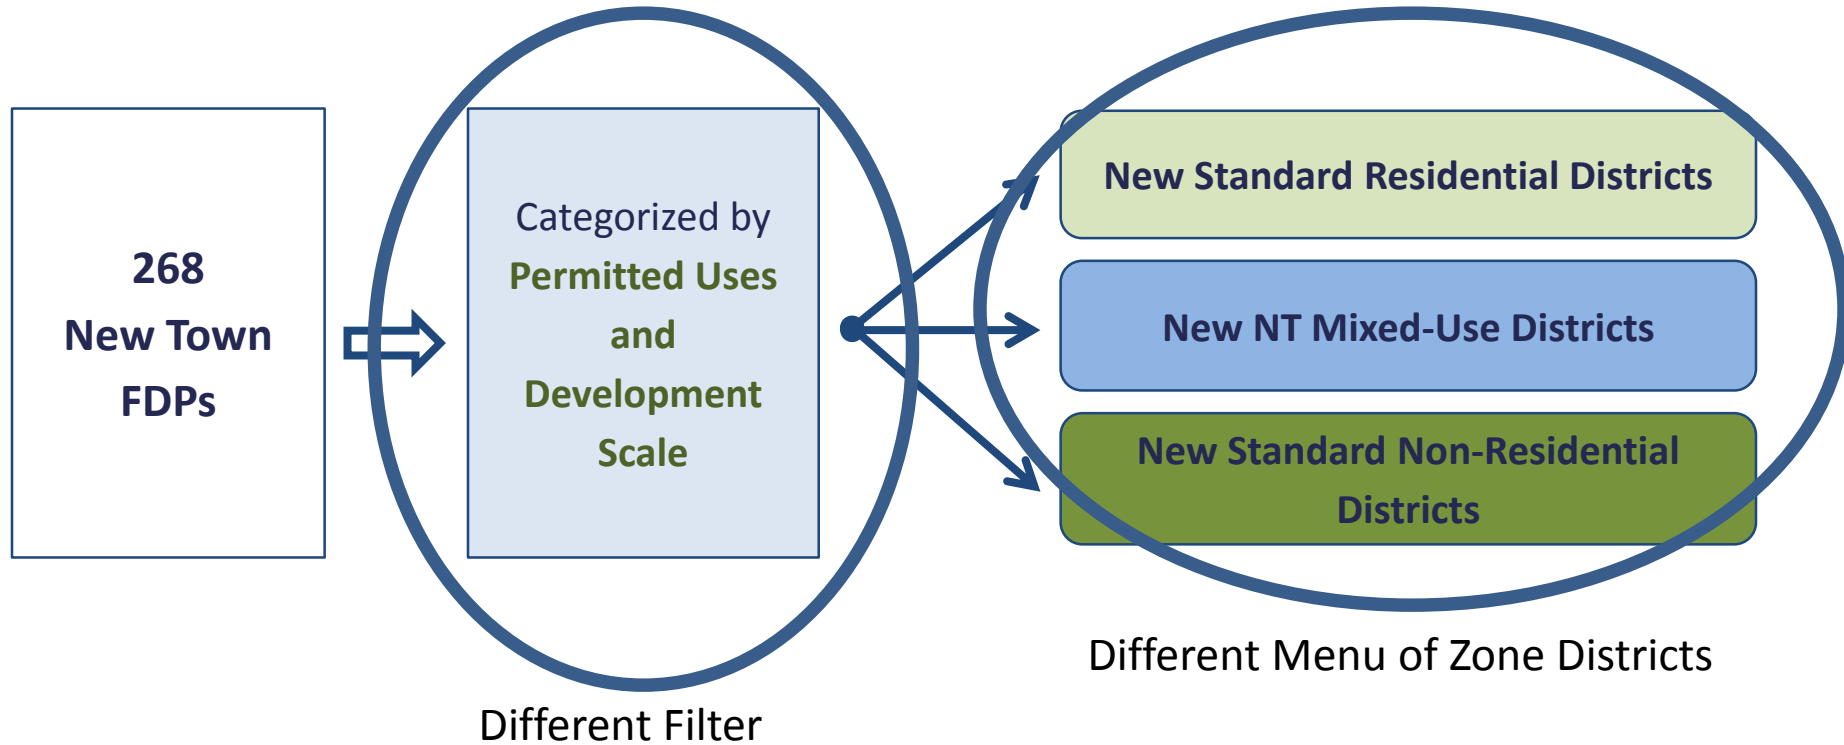 268
New Town
FDPs
Categorized by
Permitted Uses
and
Development
Scale
New Standard Residential Districts
New NT Mixed-Use Districts
New Standard Non-Residential
Districts
Different Menu of Zone Districts
Different Filter